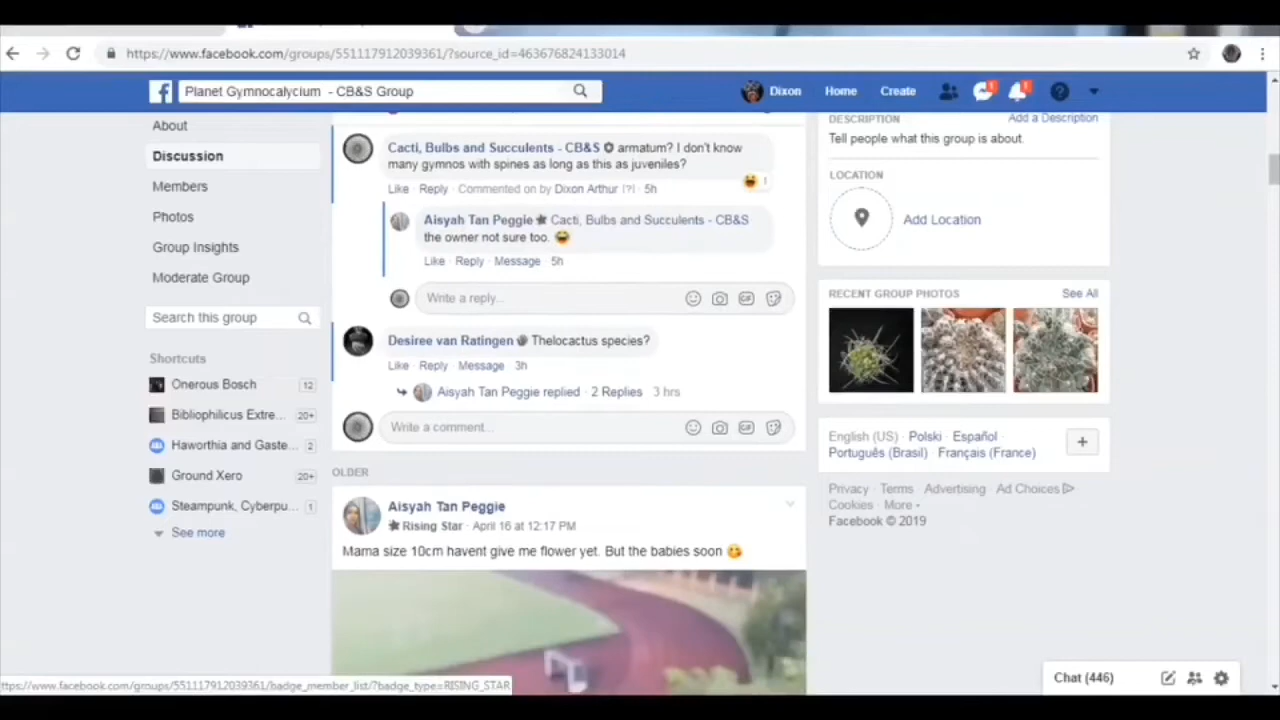 https://www.facebook.com/groups/551117912039361/?source_id=463676824133014
Planet Gymnocalycium - CB&S Group
Dixon
Home
Create
1
1
About
Discussion
Members
Photos
Group Insights
Moderate Group
Search this group
Shortcuts
Onerous Bosch 12
Bibliophilicus Extre... 20+
Haworthia and Gaste... 2
Ground Xero 20+
Steampunk, Cyberpu... 1
See more
Cacti, Bulbs and Succulents - CB&S armatum? I don't know
many gymnos with spines as long as this as juveniles?
1
Like · Reply · Commented on by Dixon Arthur [?] · 5h
Aisyah Tan Peggie Cacti, Bulbs and Succulents - CB&S
the owner not sure too.
Like · Reply · Message · 5h
Write a reply...
GIF
Desiree van Ratingen Thelocactus species?
Like · Reply · Message · 3h
Aisyah Tan Peggie replied · 2 Replies 3 hrs
Write a comment...
GIF
OLDER
Aisyah Tan Peggie
Rising Star · April 16 at 12:17 PM
Mama size 10cm havent give me flower yet. But the babies soon
DESCRIPTION Add a Description
Tell people what this group is about.
LOCATION
Add Location
RECENT GROUP PHOTOS See All
English (US) · Polski · Español ·
Português (Brasil) · Français (France)
Privacy · Terms · Advertising · Ad Choices
Cookies · More
Facebook © 2019
Chat (446)
ttps://www.facebook.com/groups/551117912039361/badge_member_list/?badge_type=RISING_STAR